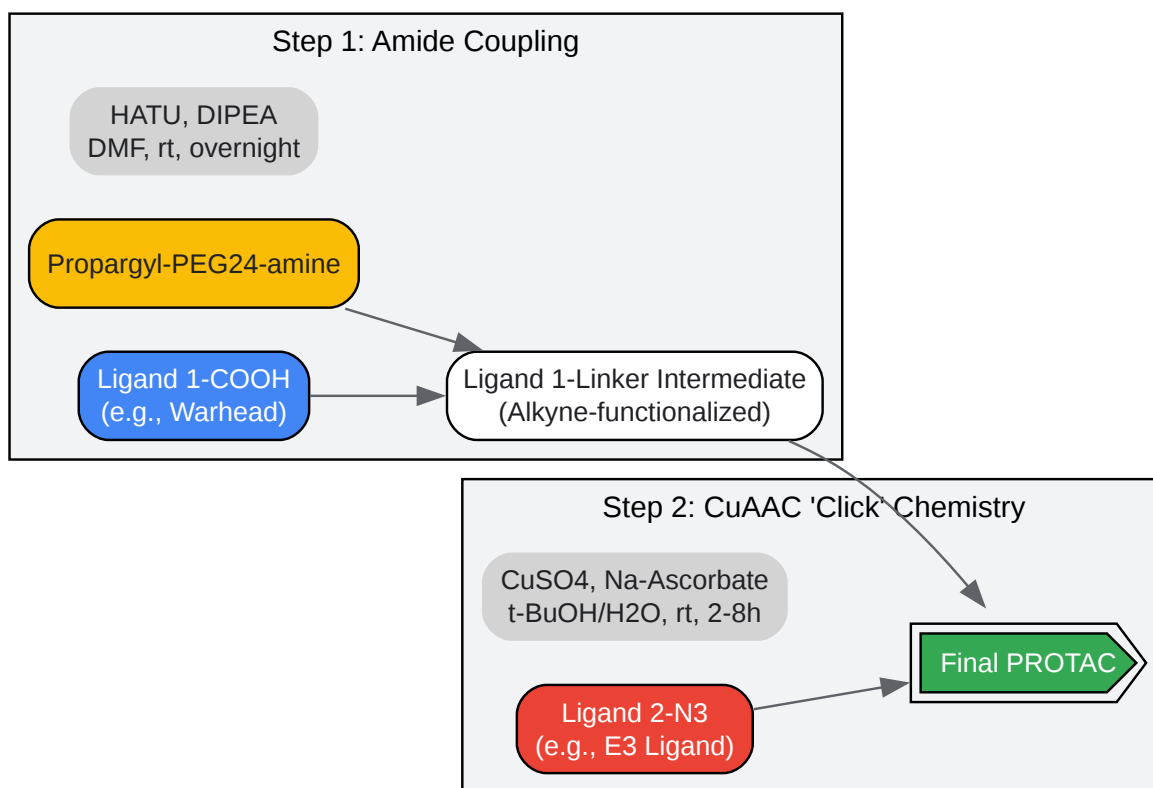 Step 1: Amide Coupling
HATU, DIPEA
DMF, rt, overnight
Propargyl-PEG24-amine
Ligand 1-COOH
(e.g., Warhead)
Ligand 1-Linker Intermediate
(Alkyne-functionalized)
Step 2: CuAAC 'Click' Chemistry
CuSO4, Na-Ascorbate
t-BuOH/H2O, rt, 2-8h
Final PROTAC
Ligand 2-N3
(e.g., E3 Ligand)